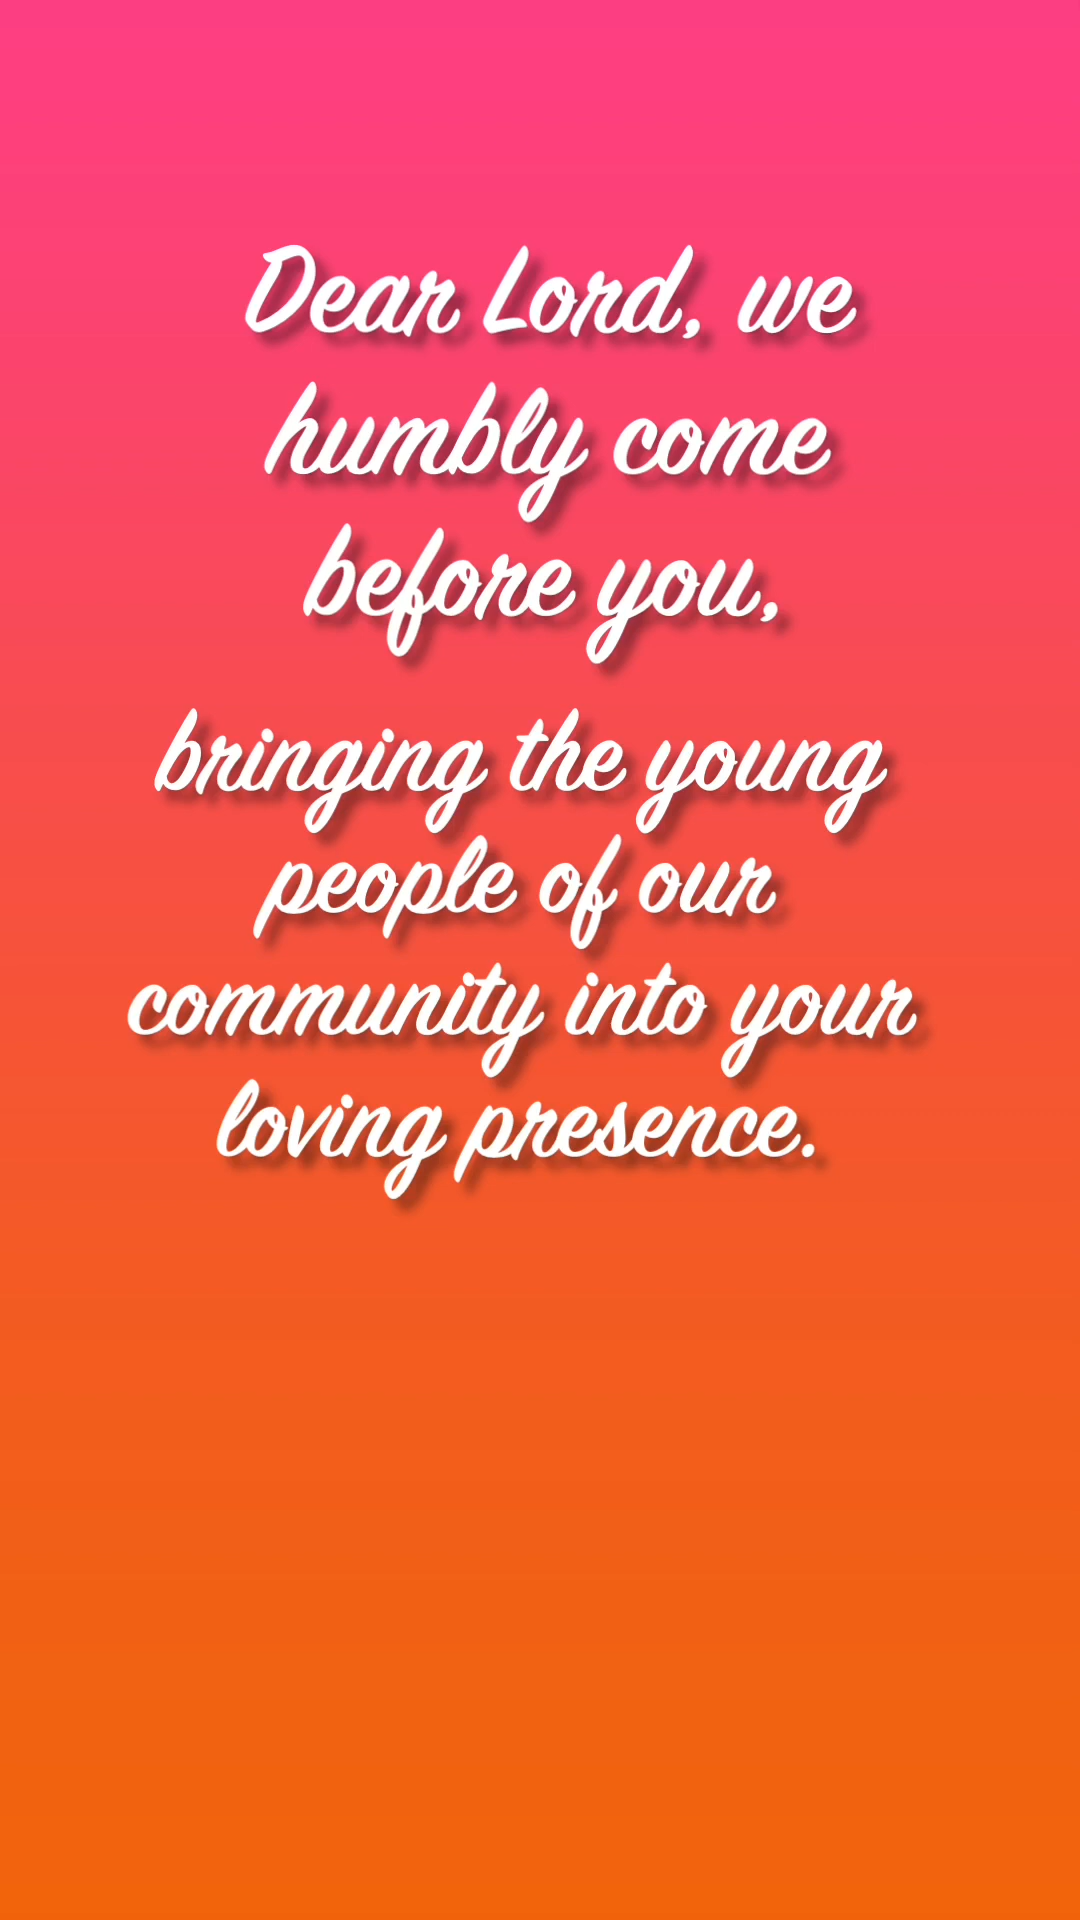 Dear Lord, we
humbly come
before you,
bringing the young
people of our
community into your
loving presence.